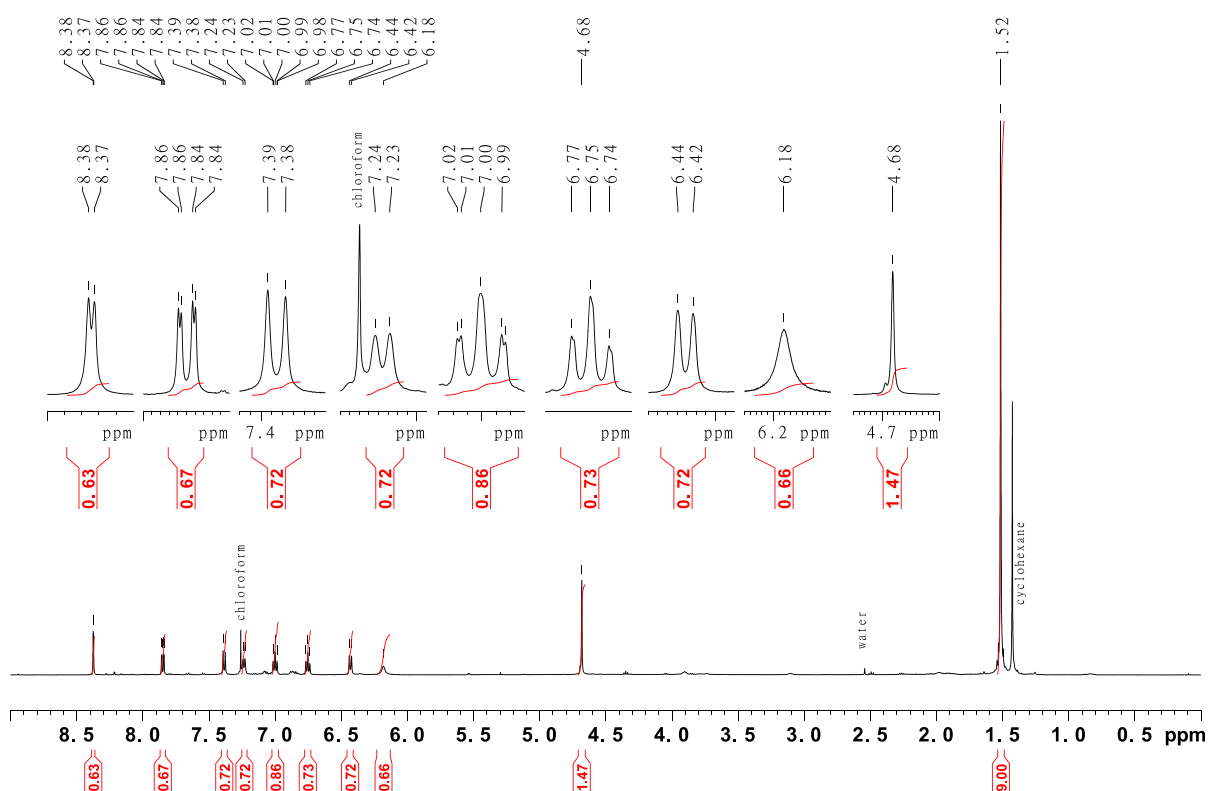 8.38 8.37 7.86 7.86 7.84 7.84 7.39 7.38 7.24 7.23 7.02 7.01 7.00 6.99 6.98 6.77 6.75 6.74 6.44 6.42 6.18 4.68 1.52
8.38 8.37 7.86 7.86 7.84 7.84 7.39 7.38 chloroform 7.24 7.23 7.02 7.01 7.00 6.99 6.77 6.75 6.74 6.44 6.42 6.18 4.68
ppm ppm 7.4 ppm ppm ppm ppm ppm 6.2 ppm 4.7 ppm
0.63 0.67 0.72 0.72 0.86 0.73 0.72 0.66 1.47
chloroform water cyclohexane
8.5 8.0 7.5 7.0 6.5 6.0 5.5 5.0 4.5 4.0 3.5 3.0 2.5 2.0 1.5 1.0 0.5 ppm
0.63 0.67 0.72 0.72 0.86 0.73 0.72 0.66 1.47 9.00